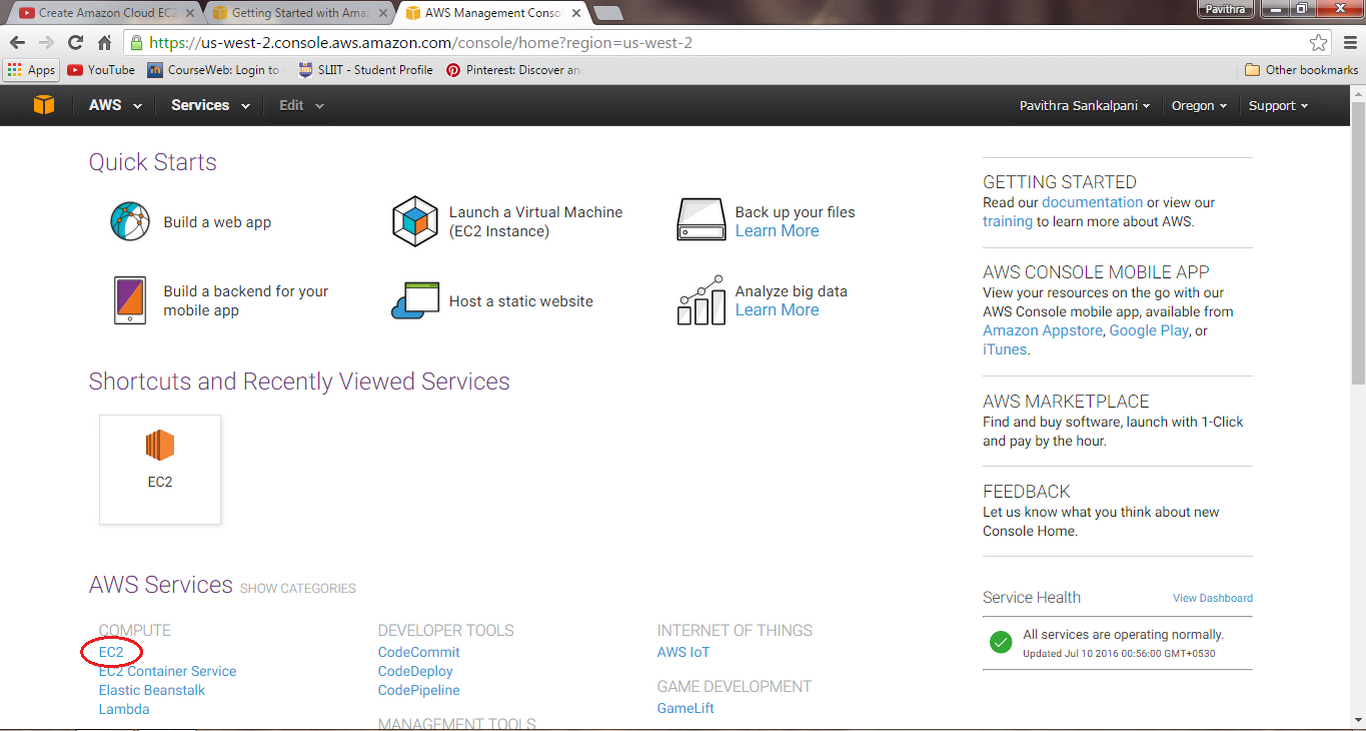 Create Amazon Cloud EC2
Getting Started with Amaz
AWS Management Conso
Pavithra
https://us-west-2.console.aws.amazon.com/console/home?region=us-west-2
Apps
YouTube
CourseWeb: Login to
SLIIT - Student Profile
Pinterest: Discover an
Other bookmarks
AWS
Services
Edit
Pavithra Sankalpani
Oregon
Support
Quick Starts
Build a web app
Launch a Virtual Machine
(EC2 Instance)
Back up your files
Learn More
Build a backend for your
mobile app
Host a static website
Analyze big data
Learn More
Shortcuts and Recently Viewed Services
EC2
AWS Services SHOW CATEGORIES
COMPUTE
EC2
EC2 Container Service
Elastic Beanstalk
Lambda
DEVELOPER TOOLS
CodeCommit
CodeDeploy
CodePipeline
MANAGEMENT TOOLS
INTERNET OF THINGS
AWS IoT
GAME DEVELOPMENT
GameLift
GETTING STARTED
Read our documentation or view our
training to learn more about AWS.
AWS CONSOLE MOBILE APP
View your resources on the go with our
AWS Console mobile app, available from
Amazon Appstore, Google Play, or
iTunes.
AWS MARKETPLACE
Find and buy software, launch with 1-Click
and pay by the hour.
FEEDBACK
Let us know what you think about new
Console Home.
Service Health
View Dashboard
All services are operating normally.
Updated Jul 10 2016 00:56:00 GMT+0530